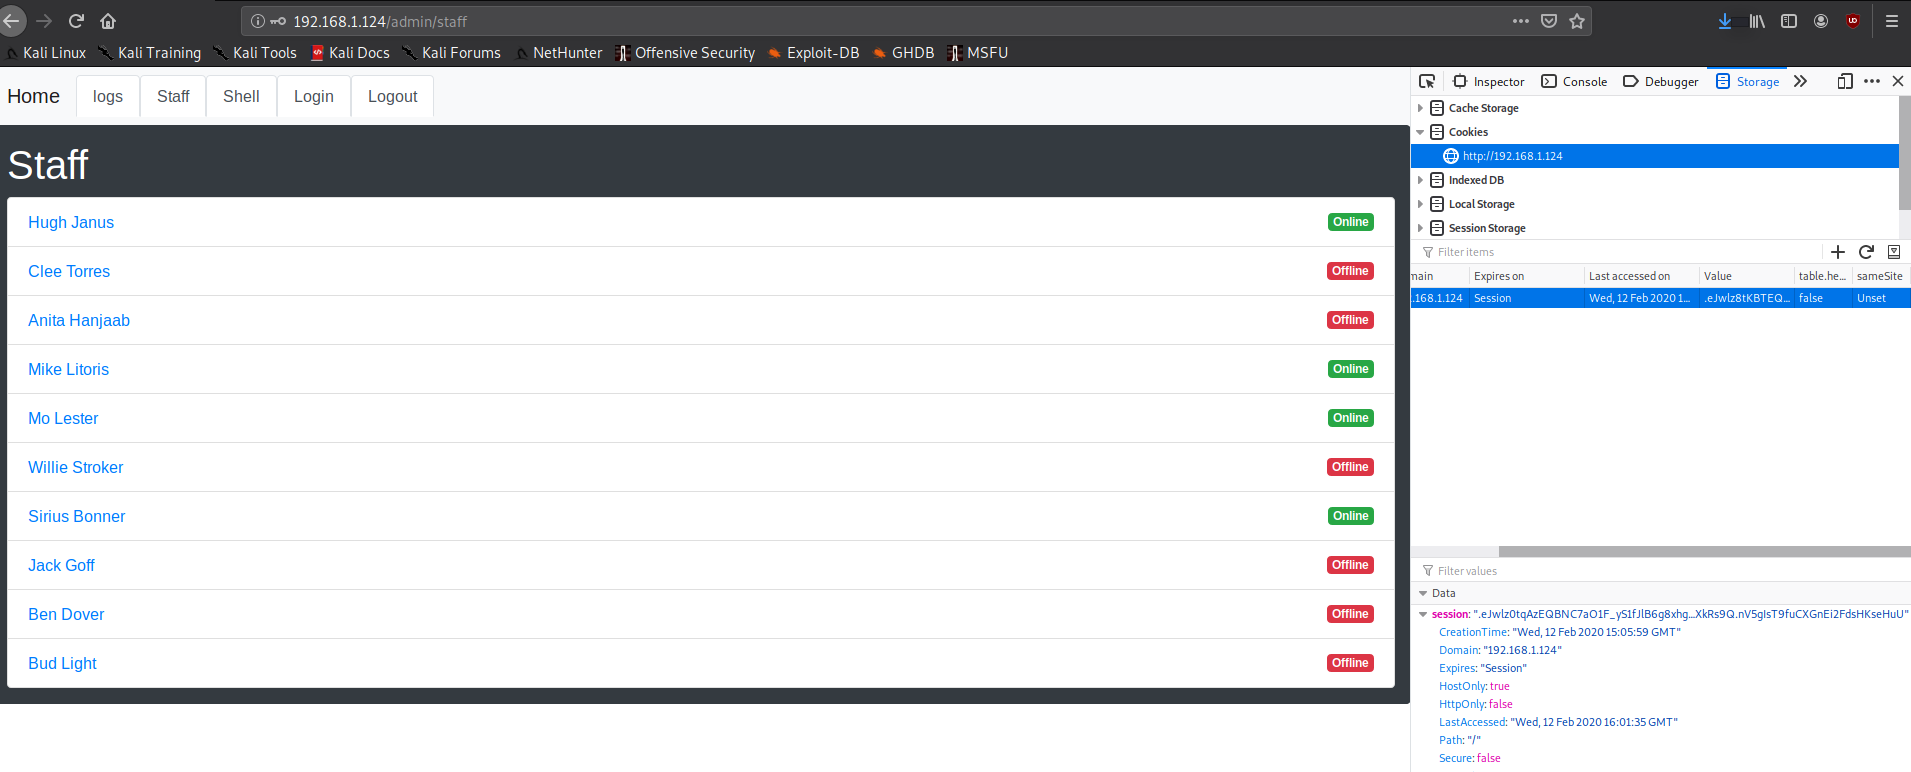 192.168.1.124/admin/staff
Kali Linux Kali Training Kali Tools Kali Docs Kali Forums NetHunter Offensive Security Exploit-DB GHDB MSFU
Home logs Staff Shell Login Logout
Inspector Console Debugger Storage
Staff
Hugh Janus Online
Clee Torres Offline
Anita Hanjaab Offline
Mike Litoris Online
Mo Lester Online
Willie Stroker Offline
Sirius Bonner Online
Jack Goff Offline
Ben Dover Offline
Bud Light Offline
Cache Storage
Cookies
http://192.168.1.124
Indexed DB
Local Storage
Session Storage
Filter items
main Expires on Last accessed on Value table.he... sameSite
.168.1.124 Session Wed, 12 Feb 2020 1... .eJwlz8tKBTEQ... false Unset
Filter values
Data
session: ".eJwlz0tqAzEQBNC7aO1F_yS1fJlB6g8xhg...XkRs9Q.nV5gIsT9fuCXGnEi2FdsHKseHuU"
CreationTime: "Wed, 12 Feb 2020 15:05:59 GMT"
Domain: "192.168.1.124"
Expires: "Session"
HostOnly: true
HttpOnly: false
LastAccessed: "Wed, 12 Feb 2020 16:01:35 GMT"
Path: "/"
Secure: false